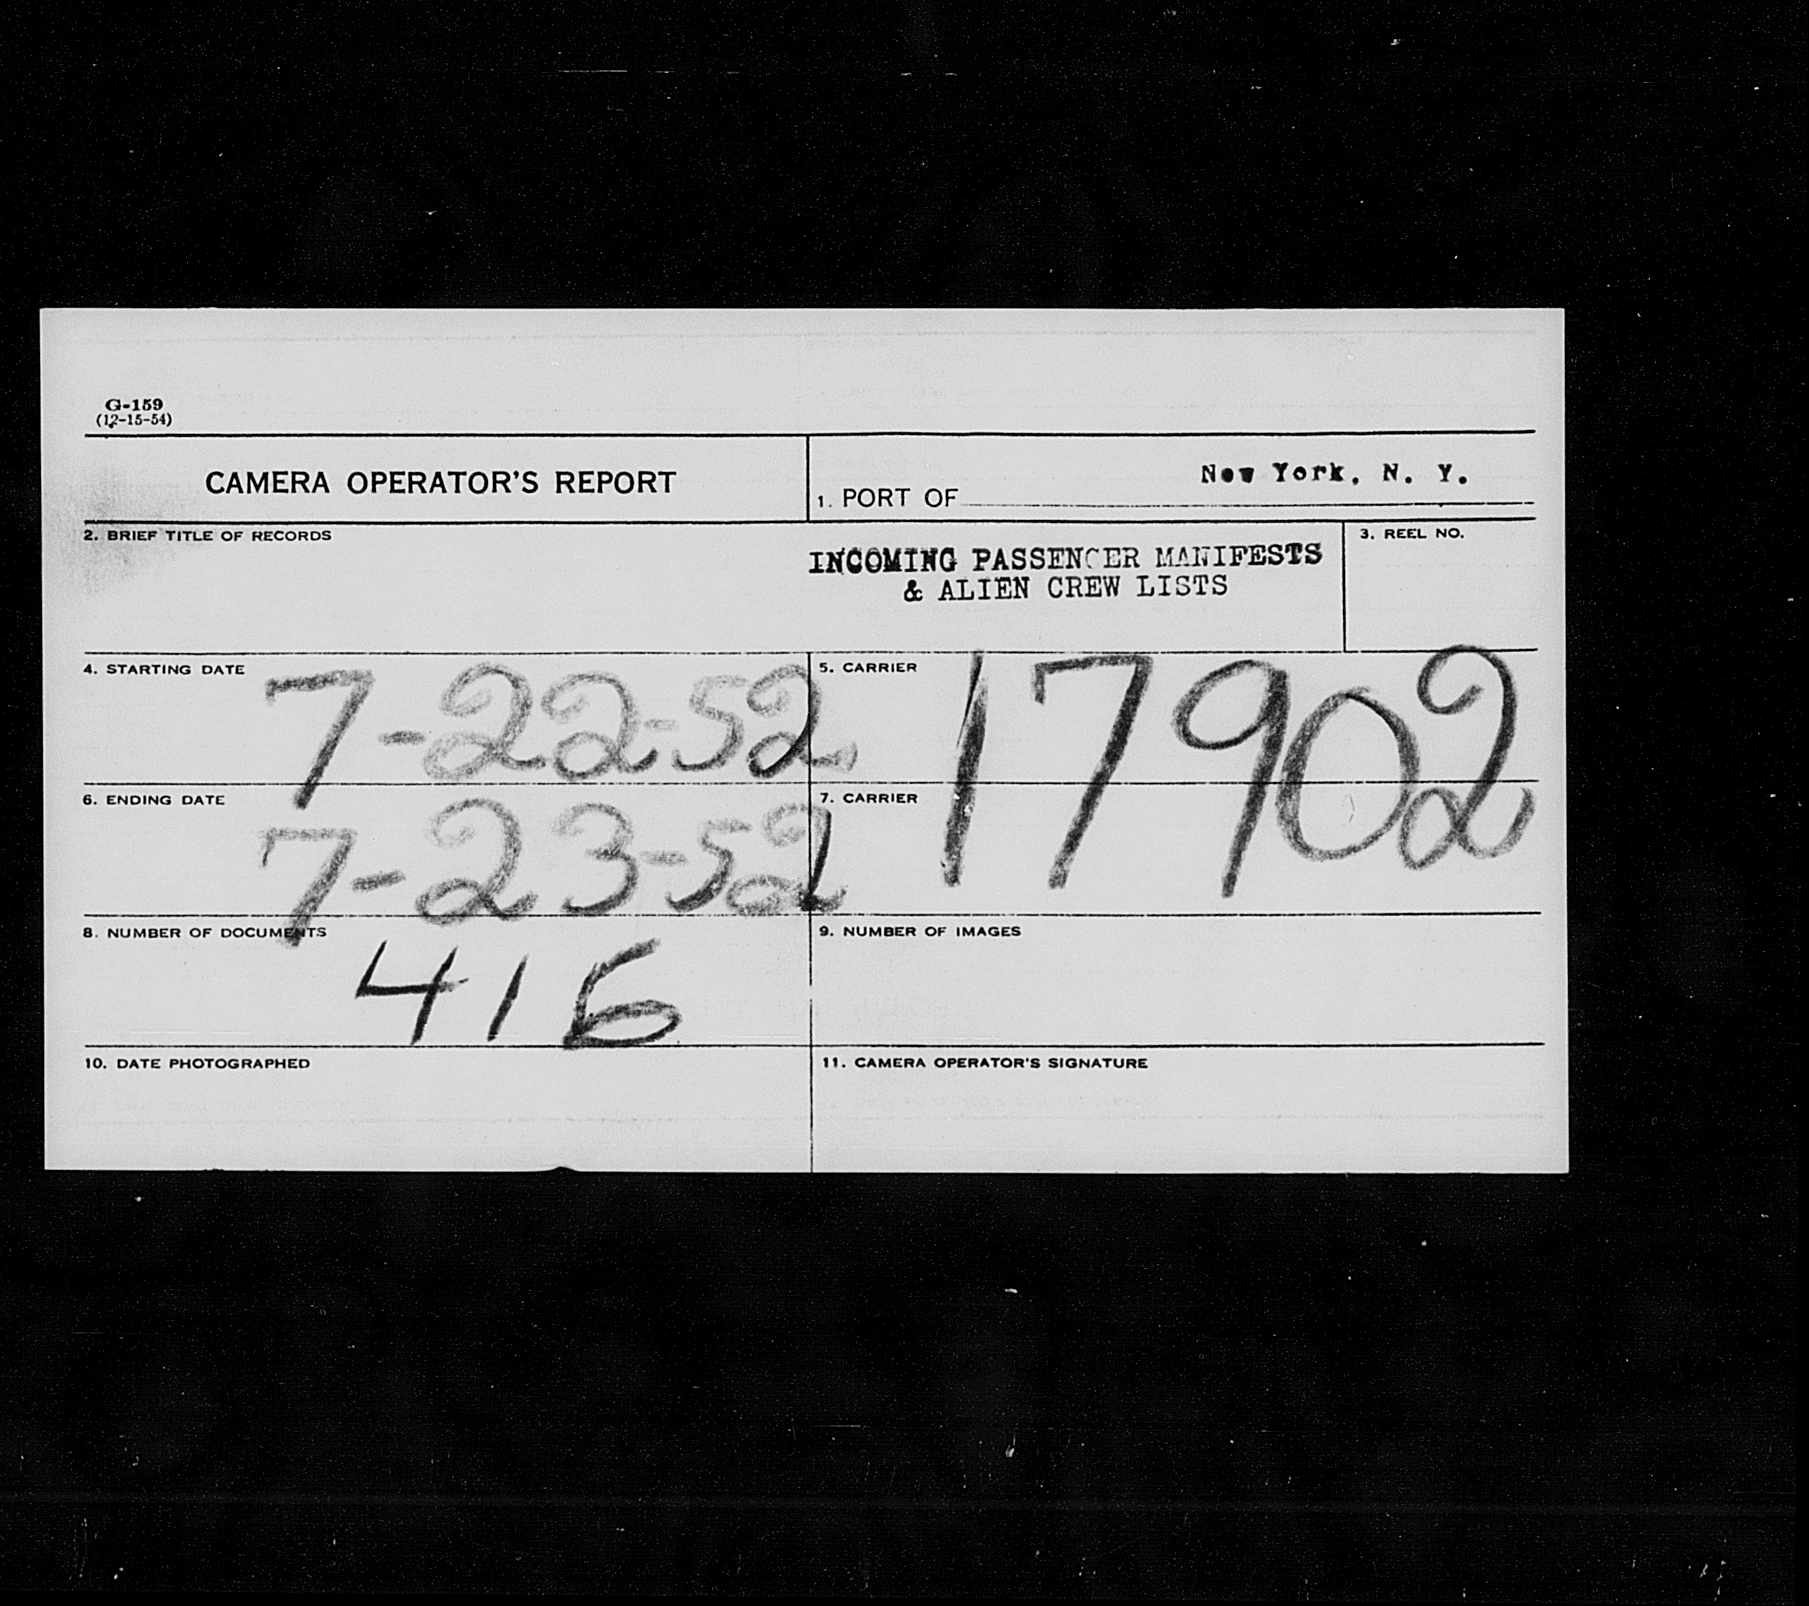 G-159
(12-15-54)
CAMERA OPERATOR'S REPORT
1. PORT OF New York, N. Y.
2. BRIEF TITLE OF RECORDS
INCOMING PASSENGER MANIFESTS
& ALIEN CREW LISTS
3. REEL NO.
4. STARTING DATE
7-22-52
5. CARRIER
17902
6. ENDING DATE
7-23-52
7. CARRIER
8. NUMBER OF DOCUMENTS
416
9. NUMBER OF IMAGES
10. DATE PHOTOGRAPHED
11. CAMERA OPERATOR'S SIGNATURE